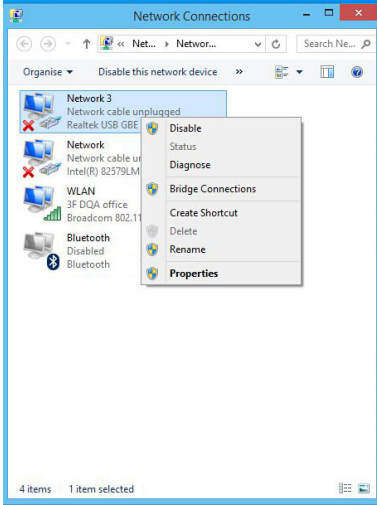 Network Connections
« Net... Networ...
Search Ne...
Organise Disable this network device »
Network 3
Network cable unplugged
Realtek USB GBE
Network
Network cable
Intel(R) 82579LM
WLAN
3F DQA office
Broadcom 802.11
Bluetooth
Disabled
Bluetooth
Disable
Status
Diagnose
Bridge Connections
Create Shortcut
Delete
Rename
Properties
4 items 1 item selected